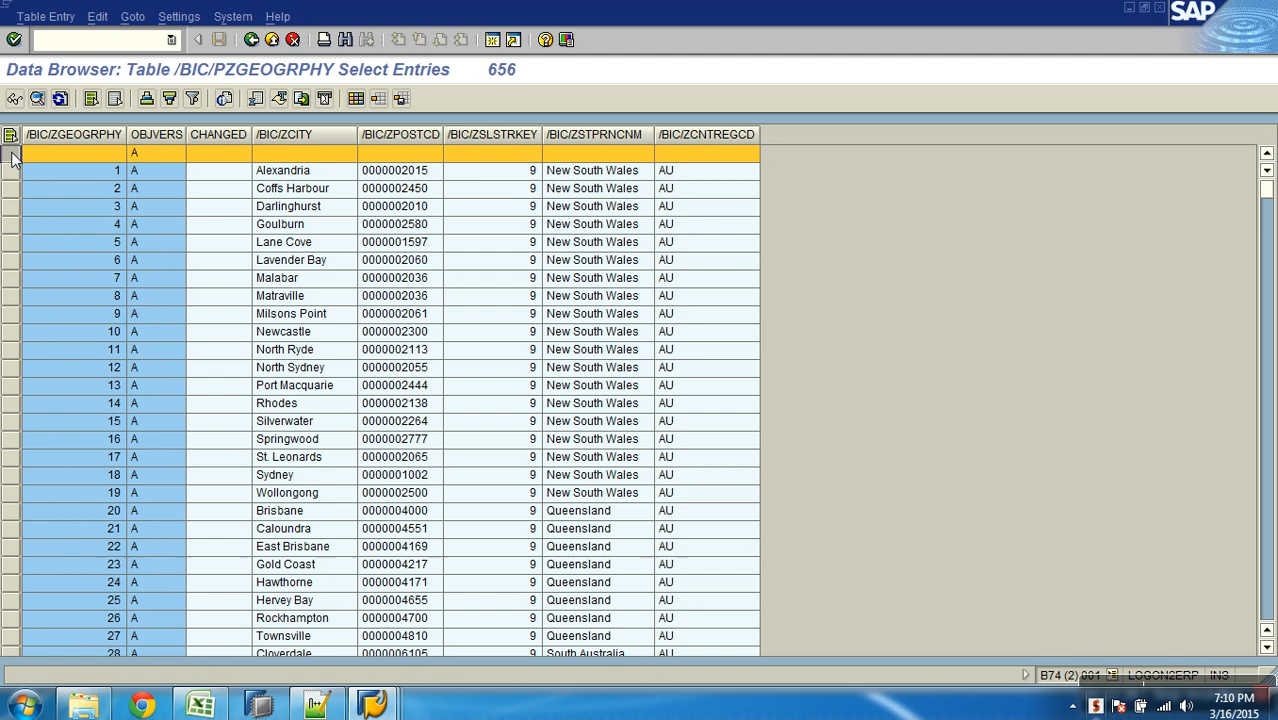 Table Entry Edit Goto Settings System Help
SAP
Data Browser: Table /BIC/PZGEOGRPHY Select Entries 656
/BIC/ZGEOGRPHY OBJVERS CHANGED /BIC/ZCITY /BIC/ZPOSTCD /BIC/ZSLSTRKEY /BIC/ZSTPRNCNM /BIC/ZCNTREGCD
A
1 A Alexandria 0000002015 9 New South Wales AU
2 A Coffs Harbour 0000002450 9 New South Wales AU
3 A Darlinghurst 0000002010 9 New South Wales AU
4 A Goulburn 0000002580 9 New South Wales AU
5 A Lane Cove 0000001597 9 New South Wales AU
6 A Lavender Bay 0000002060 9 New South Wales AU
7 A Malabar 0000002036 9 New South Wales AU
8 A Matraville 0000002036 9 New South Wales AU
9 A Milsons Point 0000002061 9 New South Wales AU
10 A Newcastle 0000002300 9 New South Wales AU
11 A North Ryde 0000002113 9 New South Wales AU
12 A North Sydney 0000002055 9 New South Wales AU
13 A Port Macquarie 0000002444 9 New South Wales AU
14 A Rhodes 0000002138 9 New South Wales AU
15 A Silverwater 0000002264 9 New South Wales AU
16 A Springwood 0000002777 9 New South Wales AU
17 A St. Leonards 0000002065 9 New South Wales AU
18 A Sydney 0000001002 9 New South Wales AU
19 A Wollongong 0000002500 9 New South Wales AU
20 A Brisbane 0000004000 9 Queensland AU
21 A Caloundra 0000004551 9 Queensland AU
22 A East Brisbane 0000004169 9 Queensland AU
23 A Gold Coast 0000004217 9 Queensland AU
24 A Hawthorne 0000004171 9 Queensland AU
25 A Hervey Bay 0000004655 9 Queensland AU
26 A Rockhampton 0000004700 9 Queensland AU
27 A Townsville 0000004810 9 Queensland AU
28 A Cloverdale 0000006105 9 South Australia AU
B74 (2) 001 LOGON2ERP INS
7:10 PM
3/16/2015